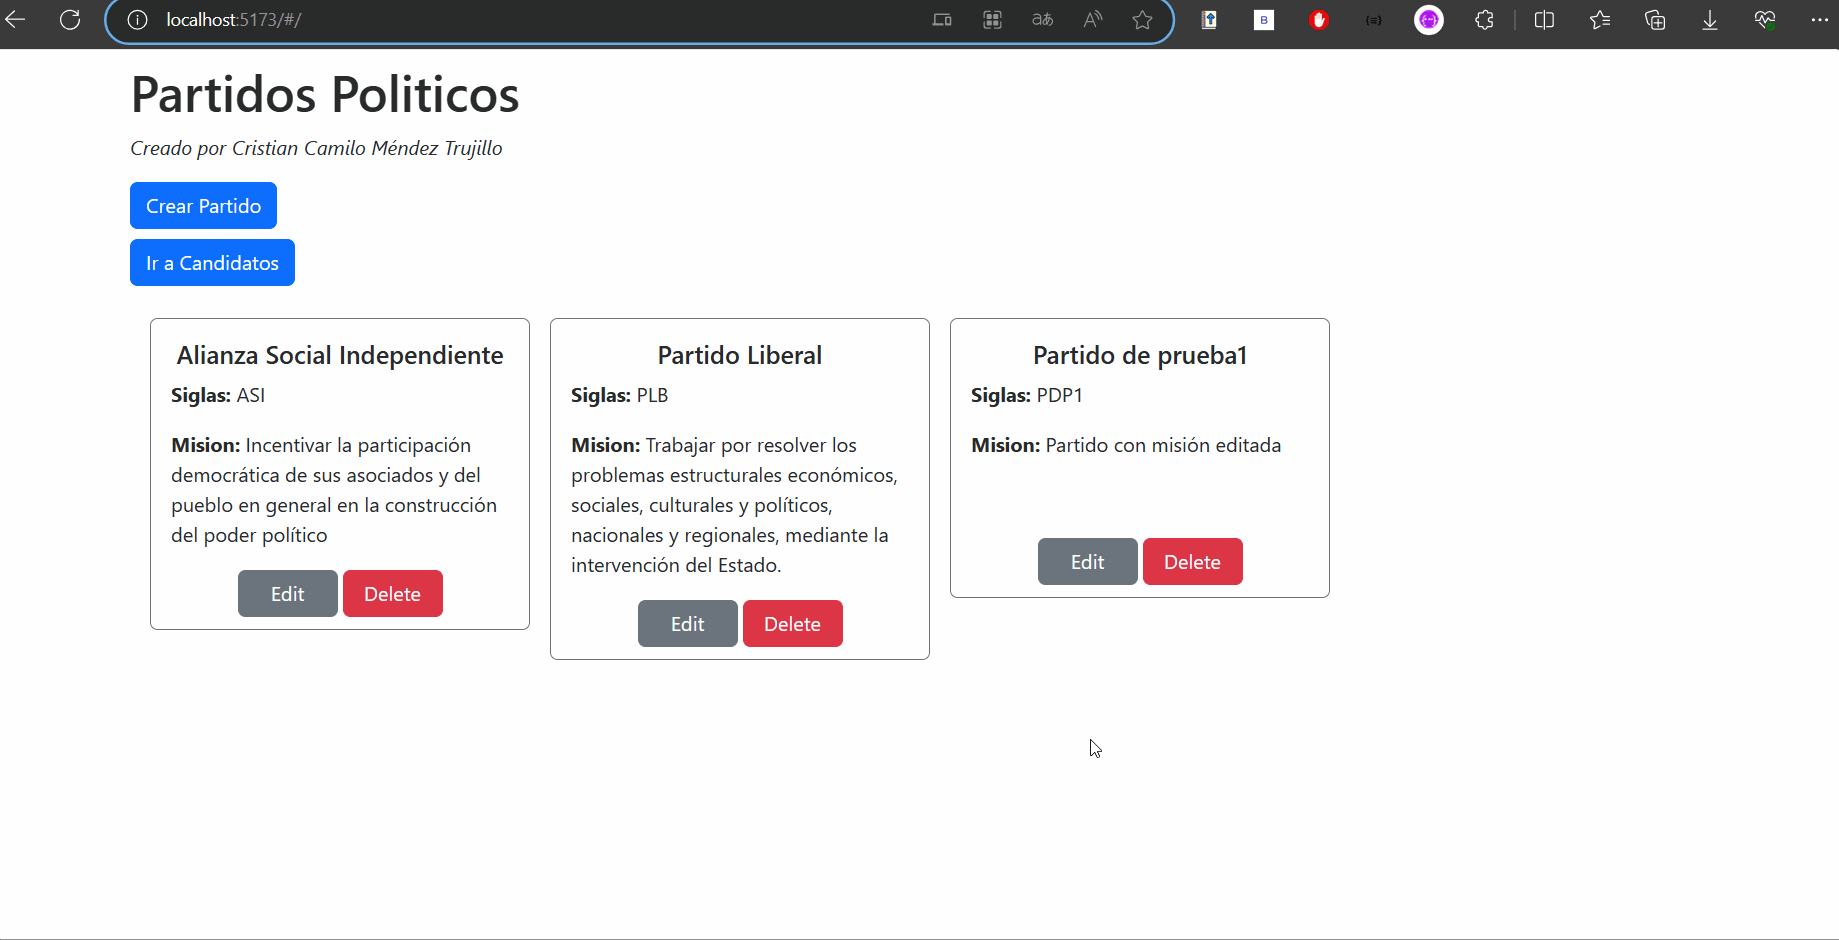 localhost:5173/#/
Partidos Politicos
Creado por Cristian Camilo Méndez Trujillo
Crear Partido
Ir a Candidatos
Alianza Social Independiente
Siglas: ASI
Mision: Incentivar la participación
democrática de sus asociados y del
pueblo en general en la construcción
del poder político
Edit Delete
Partido Liberal
Siglas: PLB
Mision: Trabajar por resolver los
problemas estructurales económicos,
sociales, culturales y políticos,
nacionales y regionales, mediante la
intervención del Estado.
Edit Delete
Partido de prueba1
Siglas: PDP1
Mision: Partido con misión editada
Edit Delete